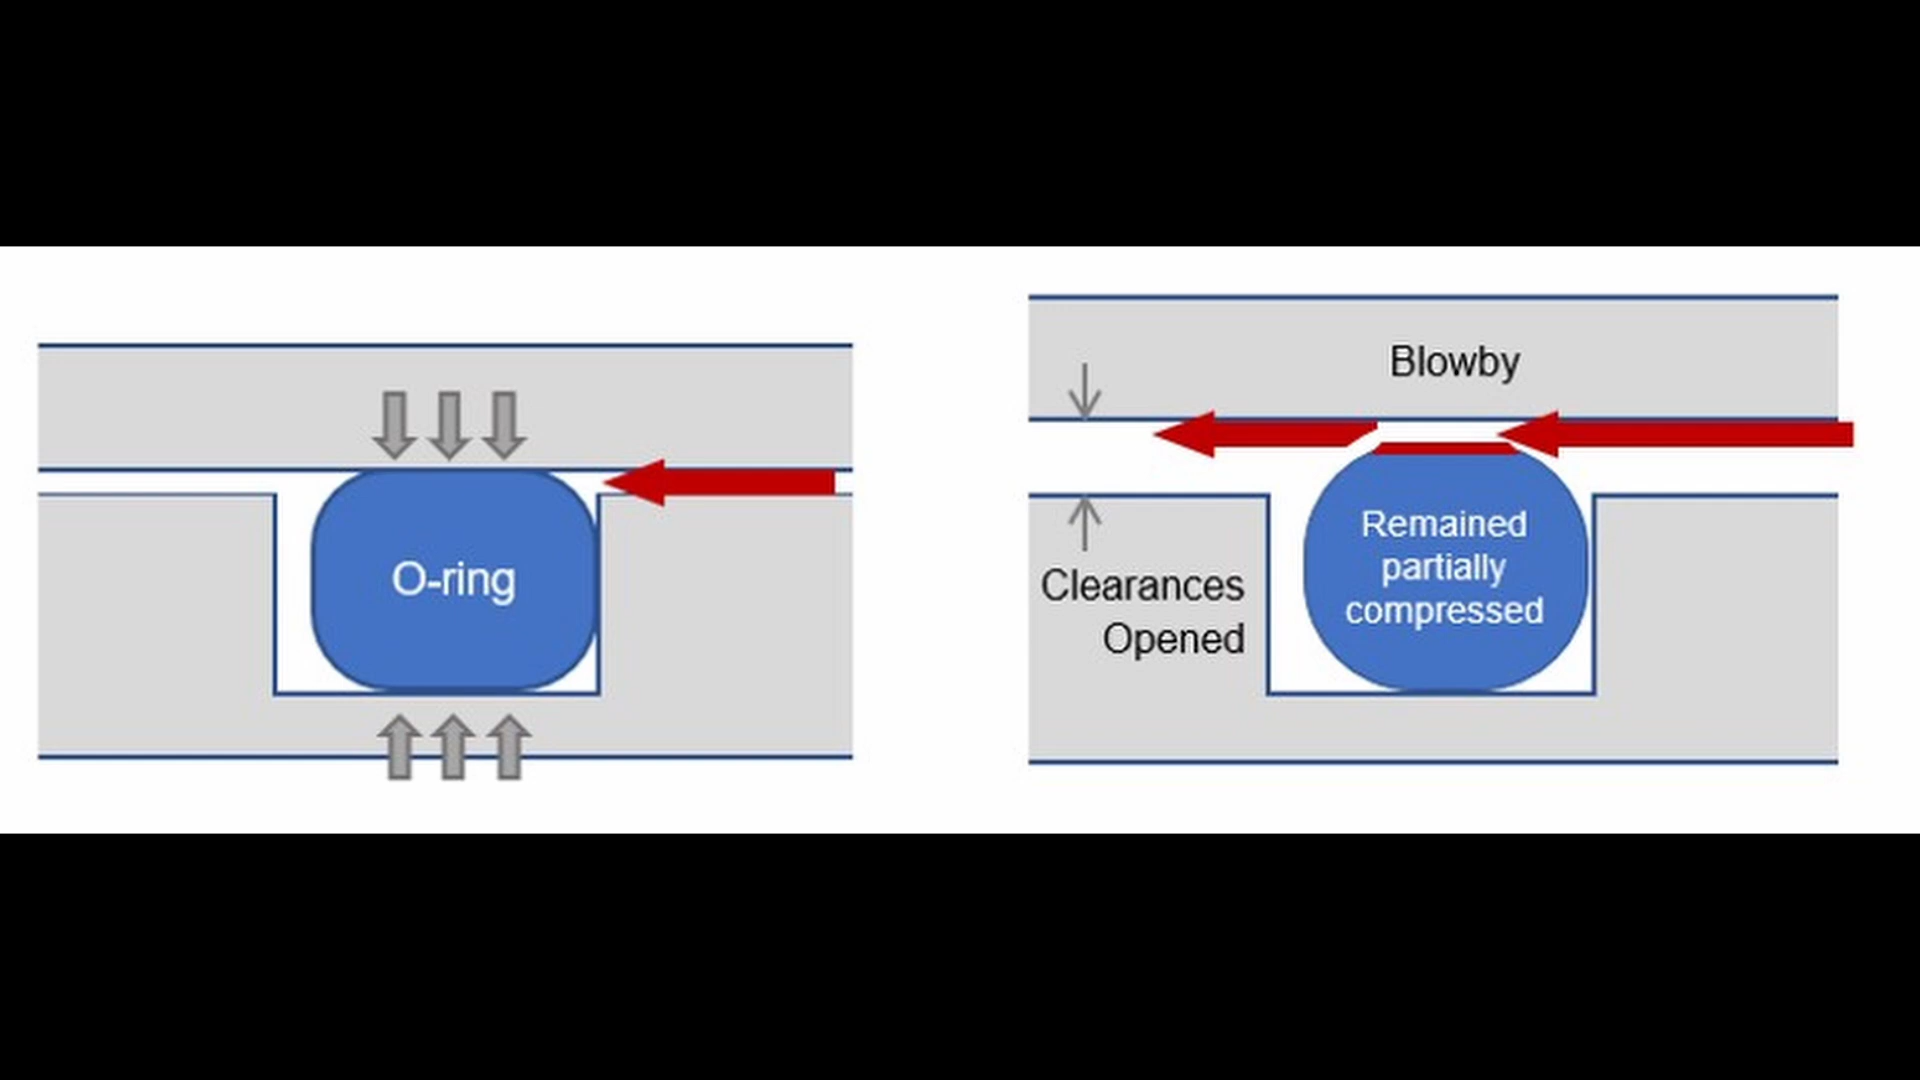 O-ring
Blowby
Clearances
Opened
Remained
partially
compressed